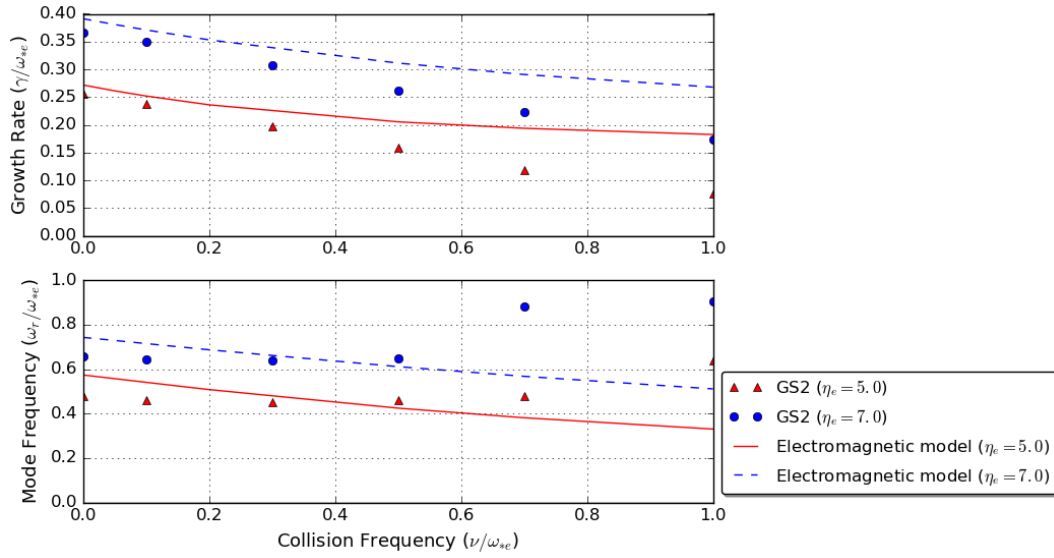 0.40
0.35
0.30
0.25
0.20
0.15
0.10
0.05
0.00
Growth Rate (γ/ω*e)
0.0 0.2 0.4 0.6 0.8 1.0
1.0
0.8
0.6
0.4
0.2
0.0
Mode Frequency (ωr/ω*e)
0.0 0.2 0.4 0.6 0.8 1.0
Collision Frequency (ν/ω*e)
GS2 (ηe = 5.0)
GS2 (ηe = 7.0)
Electromagnetic model (ηe = 5.0)
Electromagnetic model (ηe = 7.0)